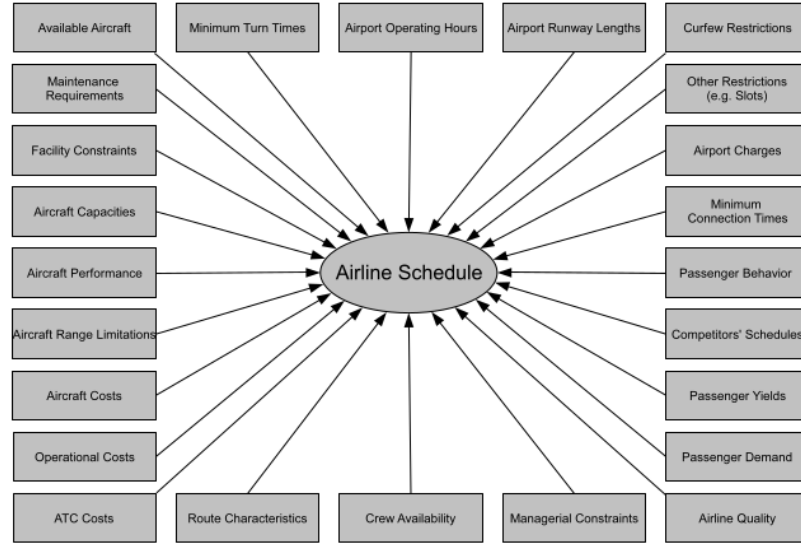 Available Aircraft
Minimum Turn Times
Airport Operating Hours
Airport Runway Lengths
Curfew Restrictions
Maintenance
Requirements
Other Restrictions
(e.g. Slots)
Facility Constraints
Airport Charges
Aircraft Capacities
Minimum
Connection Times
Aircraft Performance
Airline Schedule
Passenger Behavior
Aircraft Range Limitations
Competitors' Schedules
Aircraft Costs
Passenger Yields
Operational Costs
Passenger Demand
ATC Costs
Route Characteristics
Crew Availability
Managerial Constraints
Airline Quality